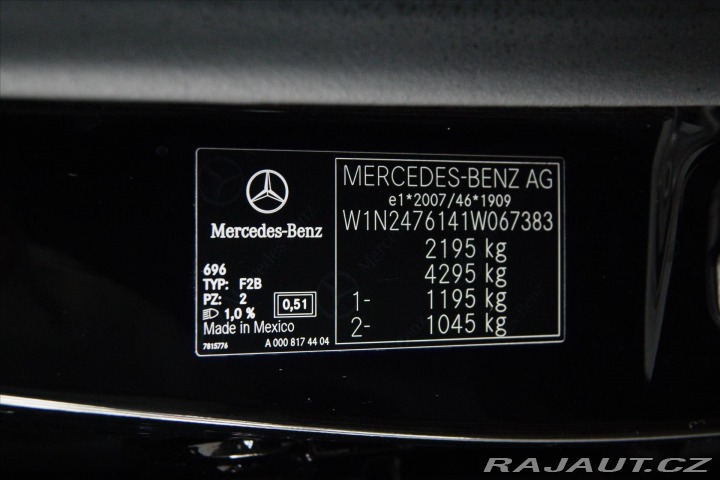 Mercedes-Benz
696
TYP: F2B
PZ: 2
1,0 %
0,51
Made in Mexico
7815776
A 000 817 44 04
MERCEDES-BENZ AG
e1*2007/46*1909
W1N2476141W067383
2195 kg
4295 kg
1- 1195 kg
2- 1045 kg
RAJAUT.CZ